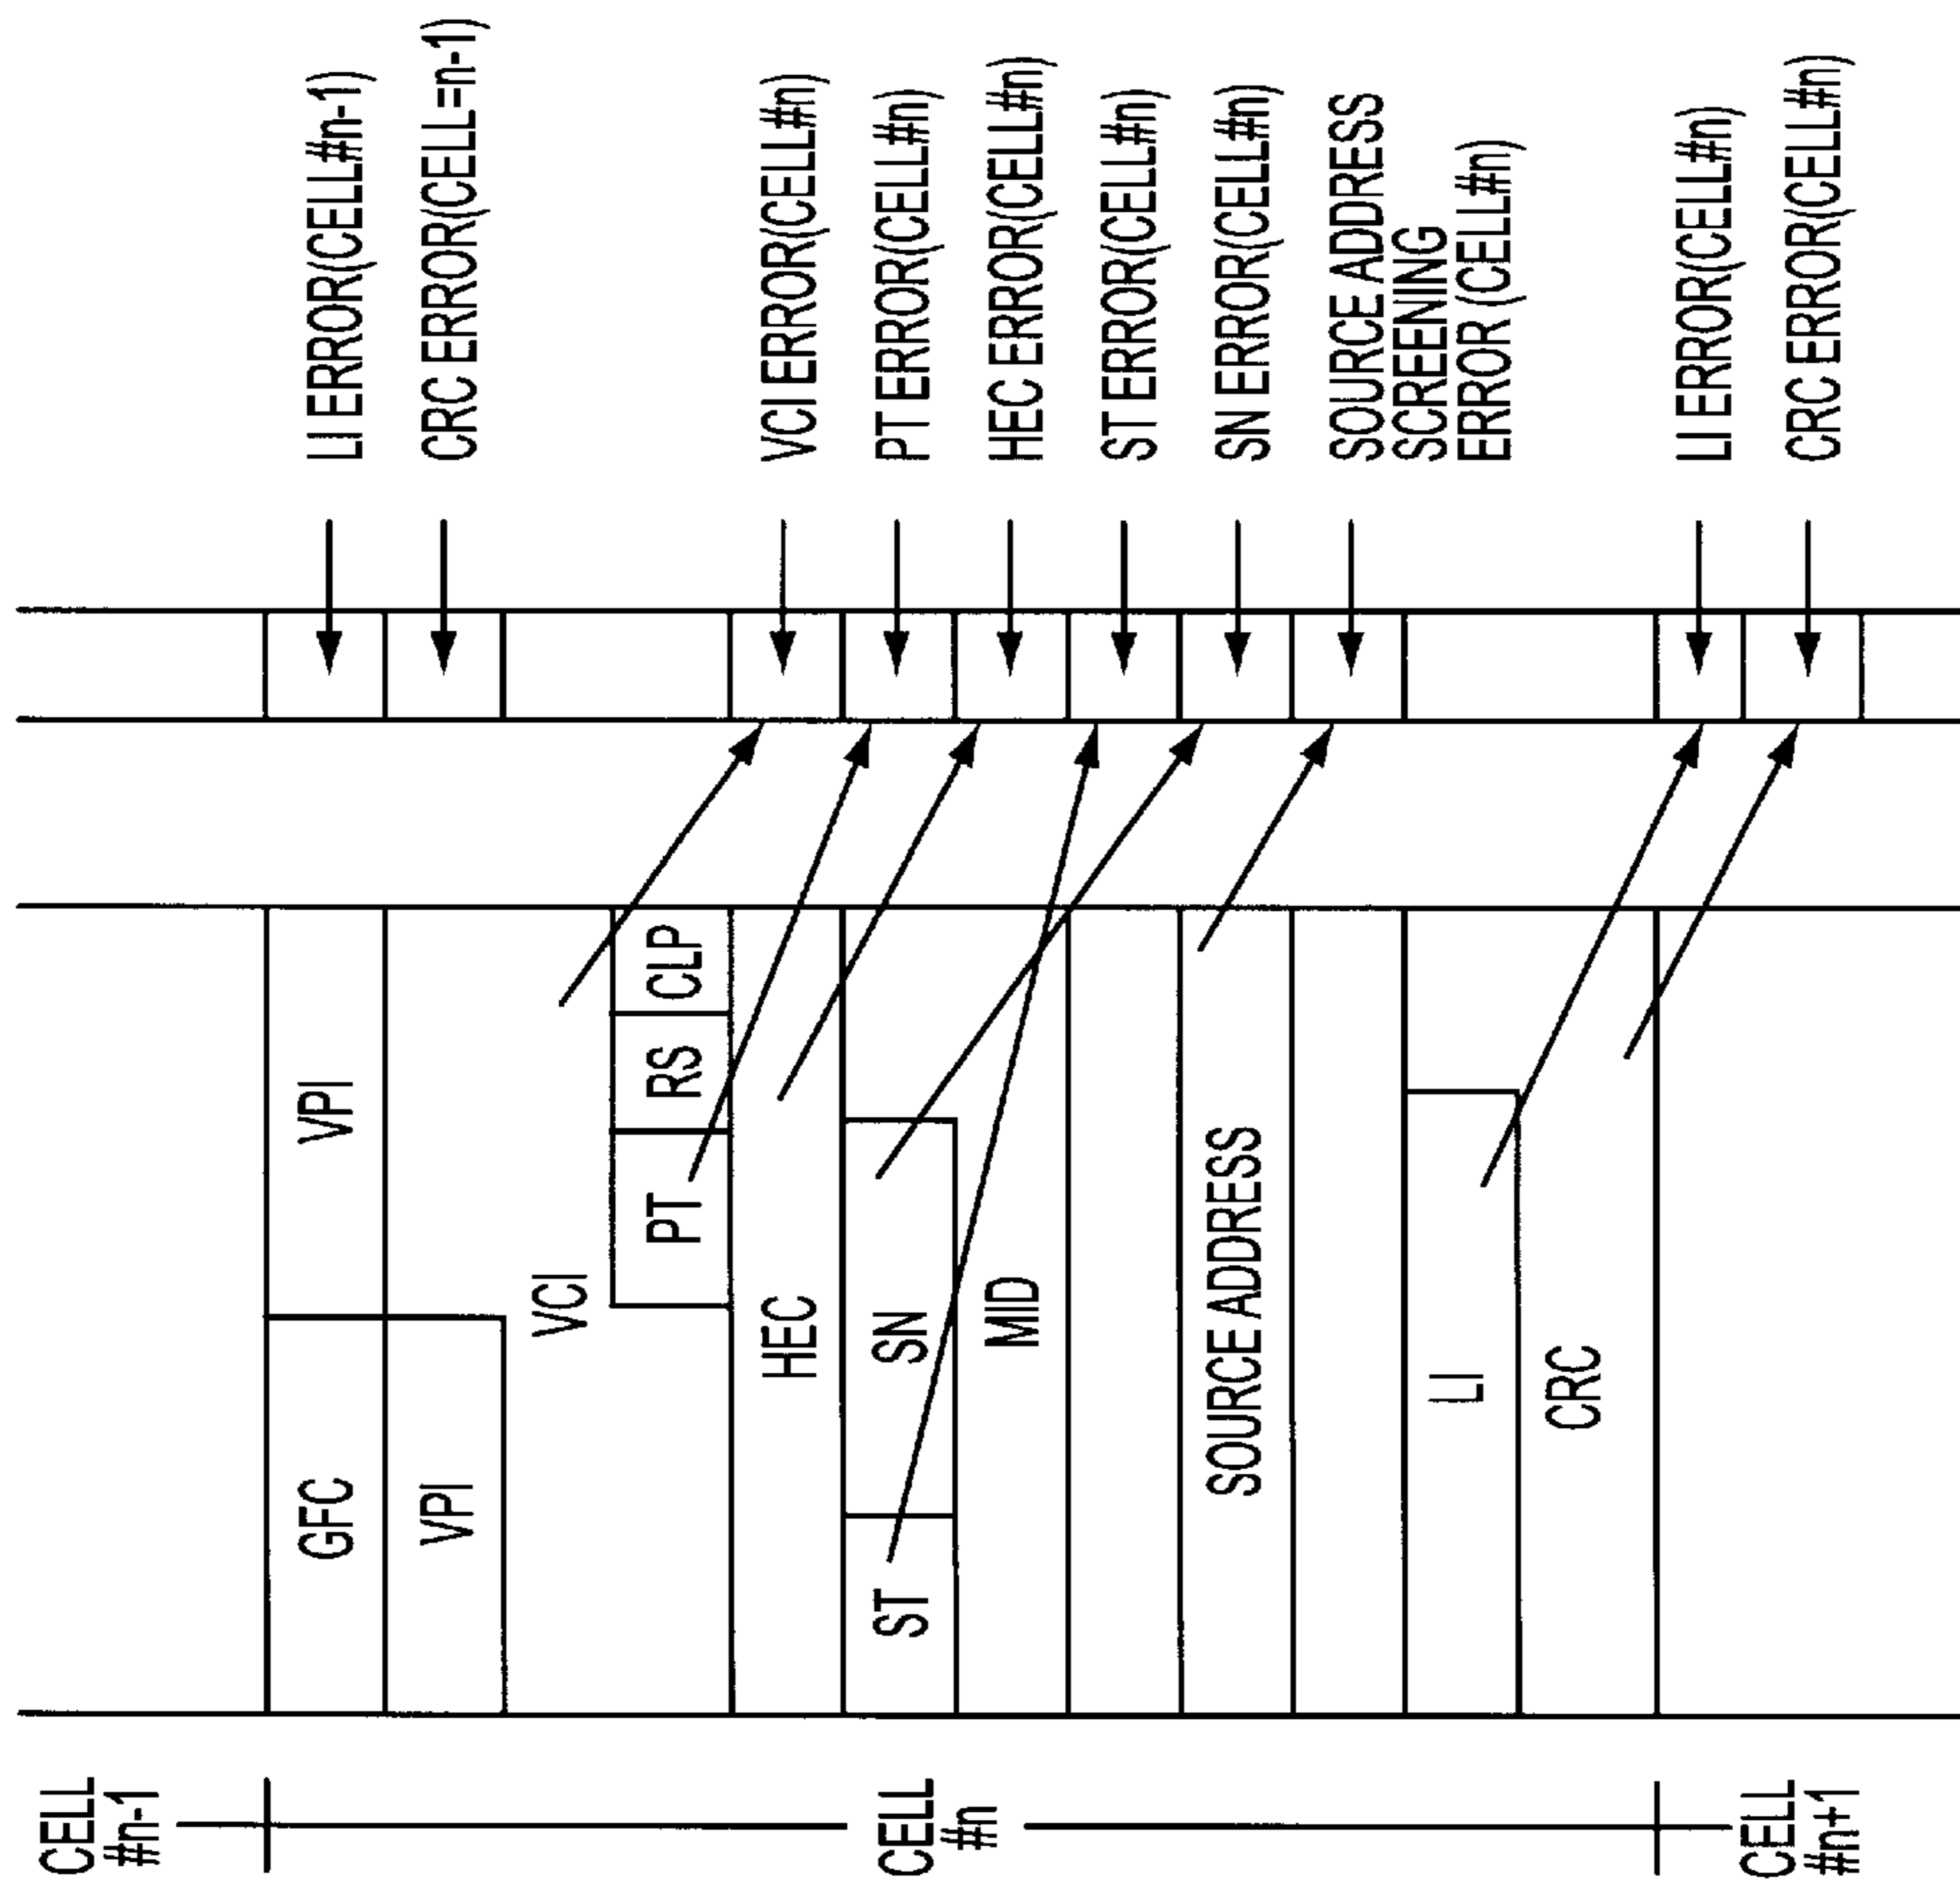 CELL
#n-1
CELL
#n
CELL
#n+1
GFC
VPI
VPI
VCI
PT
RS
CLP
HEC
ST
SN
MID
SOURCE ADDRESS
LI
CRC
LI ERROR(CELL#n-1)
CRC ERROR(CELL=n-1)
VCI ERROR(CELL#n)
PT ERROR(CELL#n)
HEC ERROR(CELL#n)
ST ERROR(CELL#n)
SN ERROR(CELL#n)
SOURCE ADDRESS
SCREENING
ERROR (CELL#n)
LI ERROR(CELL#n)
CRC ERROR(CELL#n)